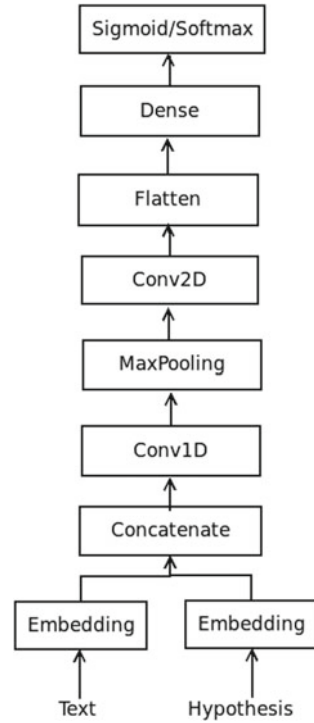 Sigmoid/Softmax
Dense
Flatten
Conv2D
MaxPooling
Conv1D
Concatenate
Embedding Embedding
Text Hypothesis